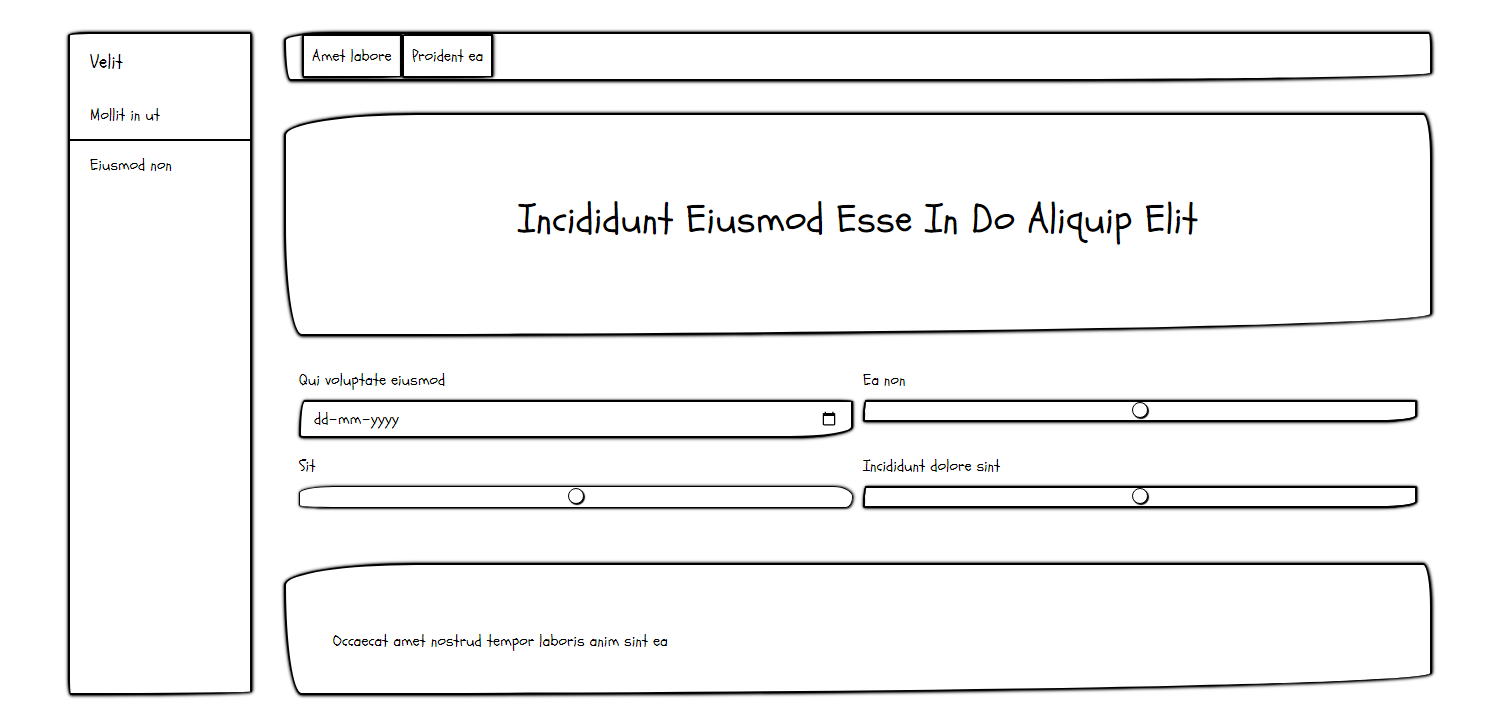 Velit
Mollit in ut
Eiusmod non
Amet labore
Proident ea
Incididunt Eiusmod Esse In Do Aliquip Elit
Qui voluptate eiusmod
dd-mm-yyyy
Ea non
Sit
Incididunt dolore sint
Occaecat amet nostrud tempor laboris anim sint ea